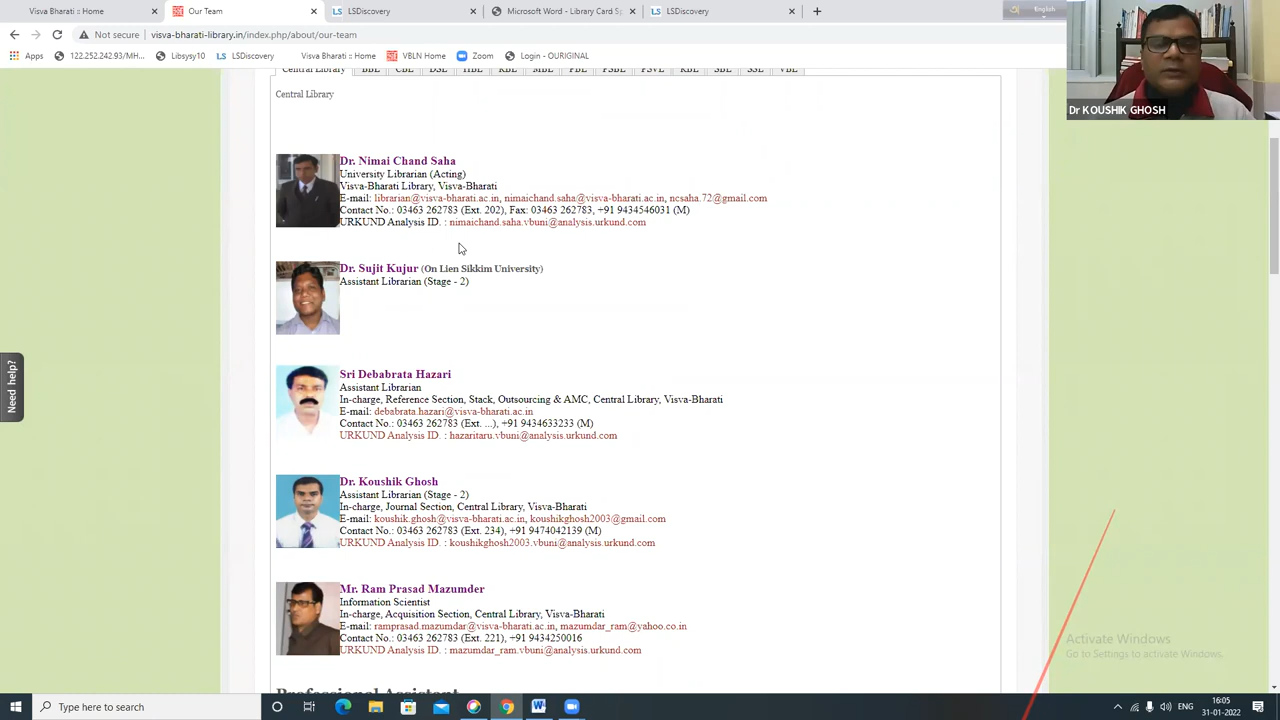 Visva Bharati :: Home
Our Team
LSDiscovery
Microsoft Word - Library Card Sy
LSDiscovery
English
Not secure
visva-bharati-library.in/index.php/about/our-team
Apps
122.252.242.93/MH...
Libsysy10
LSDiscovery
Visva Bharati :: Home
VBLN Home
Zoom
Login - OURIGINAL
Dr KOUSHIK GHOSH
Central Library
Dr. Nimai Chand Saha
University Librarian (Acting)
Visva-Bharati Library, Visva-Bharati
E-mail: librarian@visva-bharati.ac.in, nimaichand.saha@visva-bharati.ac.in, ncsaha.72@gmail.com
Contact No.: 03463 262783 (Ext. 202), Fax: 03463 262783, +91 9434546031 (M)
URKUND Analysis ID. : nimaichand.saha.vbuni@analysis.urkund.com
Dr. Sujit Kujur (On Lien Sikkim University)
Assistant Librarian (Stage - 2)
Need help?
Sri Debabrata Hazari
Assistant Librarian
In-charge, Reference Section, Stack, Outsourcing & AMC, Central Library, Visva-Bharati
E-mail: debabrata.hazari@visva-bharati.ac.in
Contact No.: 03463 262783 (Ext. ...), +91 9434633233 (M)
URKUND Analysis ID. : hazaritaru.vbuni@analysis.urkund.com
Dr. Koushik Ghosh
Assistant Librarian (Stage - 2)
In-charge, Journal Section, Central Library, Visva-Bharati
E-mail: koushik.ghosh@visva-bharati.ac.in, koushikghosh2003@gmail.com
Contact No.: 03463 262783 (Ext. 234), +91 9474042139 (M)
URKUND Analysis ID. : koushikghosh2003.vbuni@analysis.urkund.com
Mr. Ram Prasad Mazumder
Information Scientist
In-charge, Acquisition Section, Central Library, Visva-Bharati
E-mail: ramprasad.mazumdar@visva-bharati.ac.in, mazumdar_ram@yahoo.co.in
Contact No.: 03463 262783 (Ext. 221), +91 9434250016
URKUND Analysis ID. : mazumdar_ram.vbuni@analysis.urkund.com
Activate Windows
Go to Settings to activate Windows.
Professional Assistant
Type here to search
ENG
16:05
31-01-2022